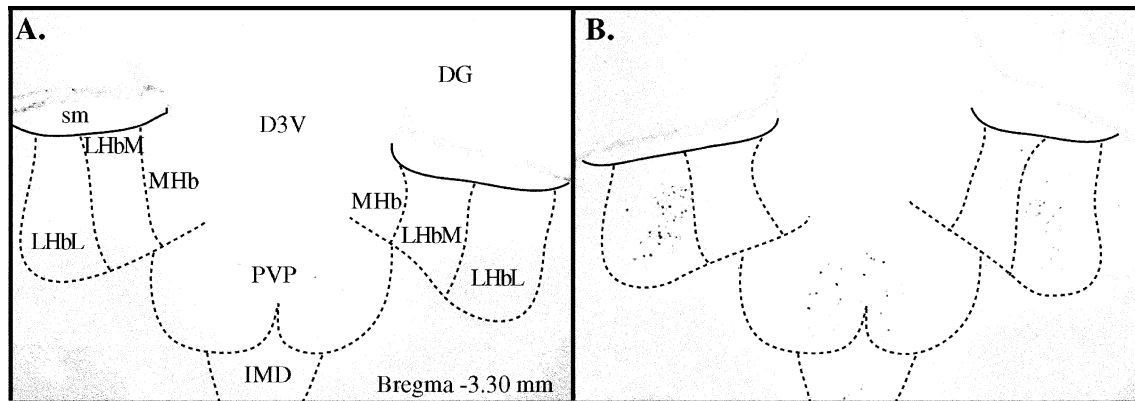 A.
B.
DG
sm
D3V
LHbM
MHb
MHb
LHbM
LHbL
PVP
LHbL
IMD
Bregma -3.30 mm